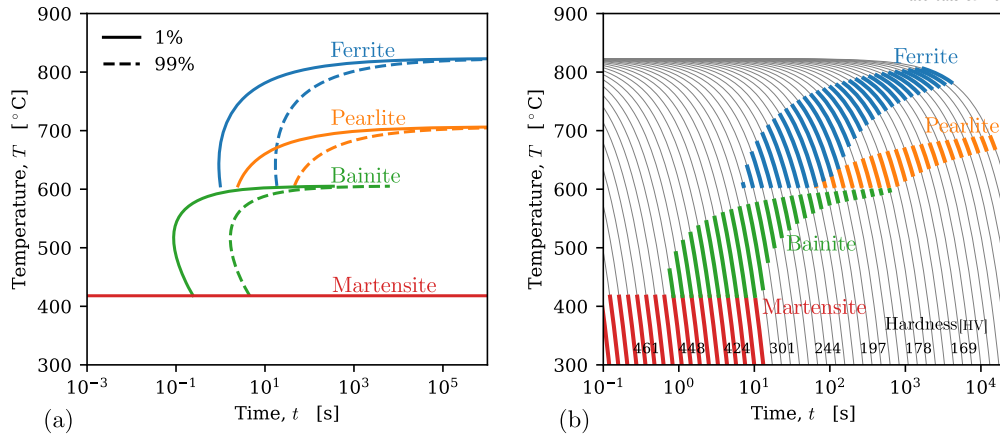 900
800
700
600
500
400
300
Temperature, T [°C]
1%
99%
Ferrite
Pearlite
Bainite
Martensite
10⁻³
10⁻¹
10¹
10³
10⁵
Time, t [s]
(a)
900
800
700
600
500
400
300
Temperature, T [°C]
Ferrite
Pearlite
Bainite
Martensite
Hardness[HV]
461 448 424 301 244 197 178 169
10⁻¹
10⁰
10¹
10²
10³
10⁴
Time, t [s]
(b)